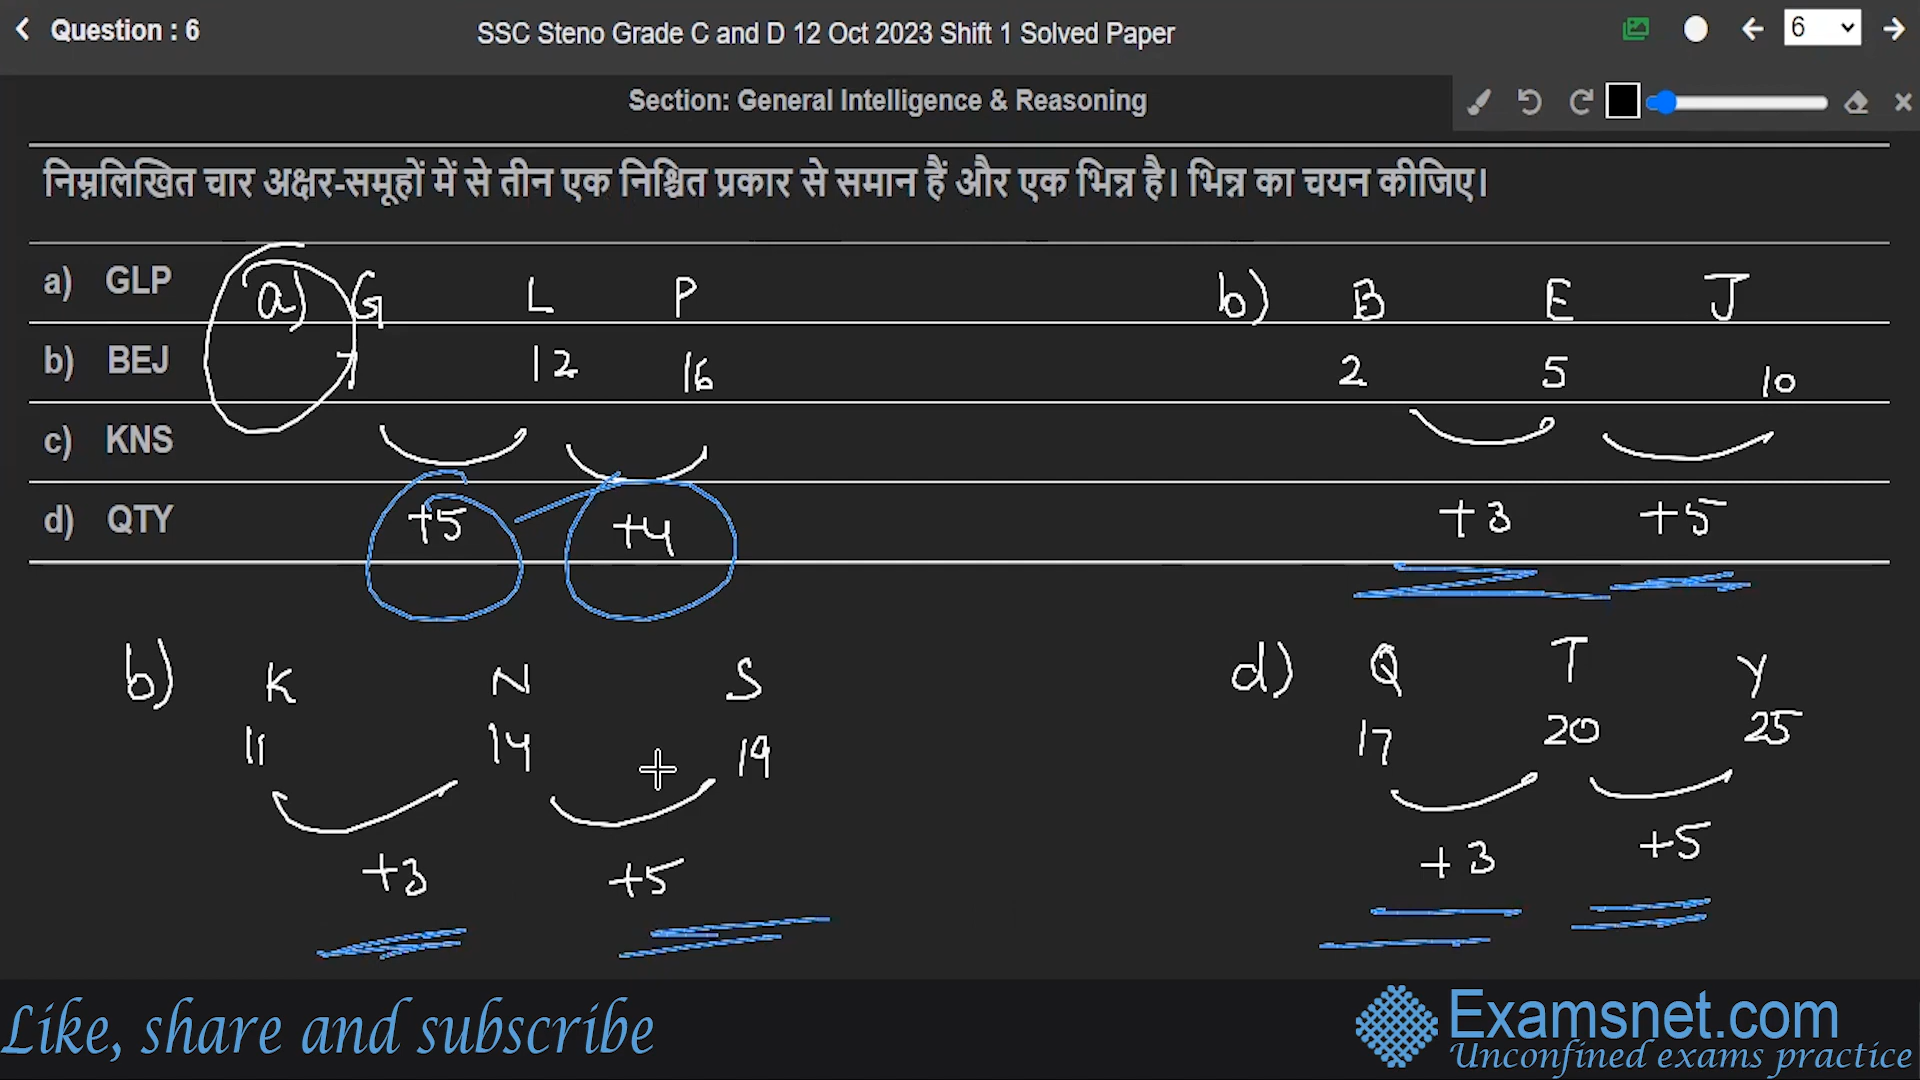 Question : 6
SSC Steno Grade C and D 12 Oct 2023 Shift 1 Solved Paper
6
Section: General Intelligence & Reasoning
निम्नलिखित चार अक्षर-समूहों में से तीन एक निश्चित प्रकार से समान हैं और एक भिन्न है। भिन्न का चयन कीजिए।
a) GLP
b) BEJ
c) KNS
d) QTY
a) G L P
7 12 16
+5 +4
b) B E J
2 5 10
+3 +5
b) K N S
11 14 19
+3 +5
d) Q T Y
17 20 25
+3 +5
Like, share and subscribe
Examsnet.com
Unconfined exams practice